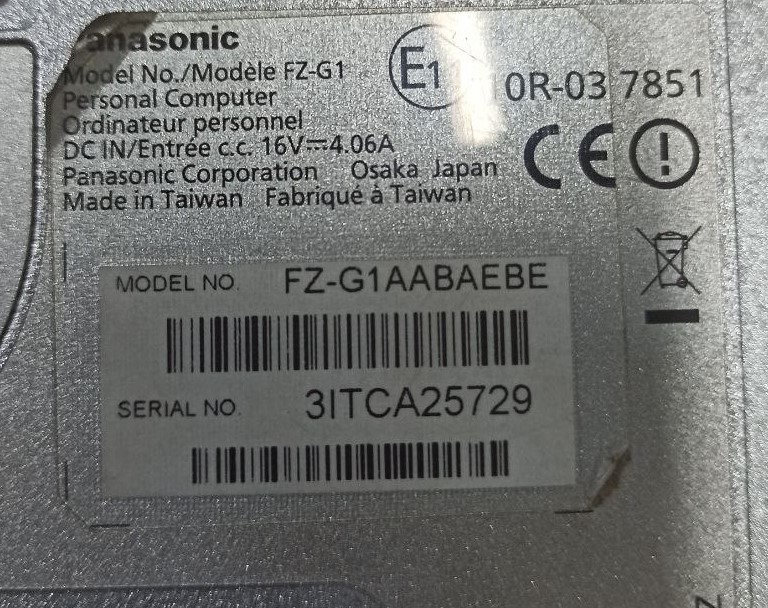 Panasonic
Model No./Modèle FZ-G1
Personal Computer
Ordinateur personnel
DC IN/Entrée c.c. 16V⎓4.06A
Panasonic Corporation Osaka Japan
Made in Taiwan Fabriqué à Taiwan
E1
10R-03 7851
CE
MODEL NO. FZ-G1AABAEBE
SERIAL NO. 3ITCA25729